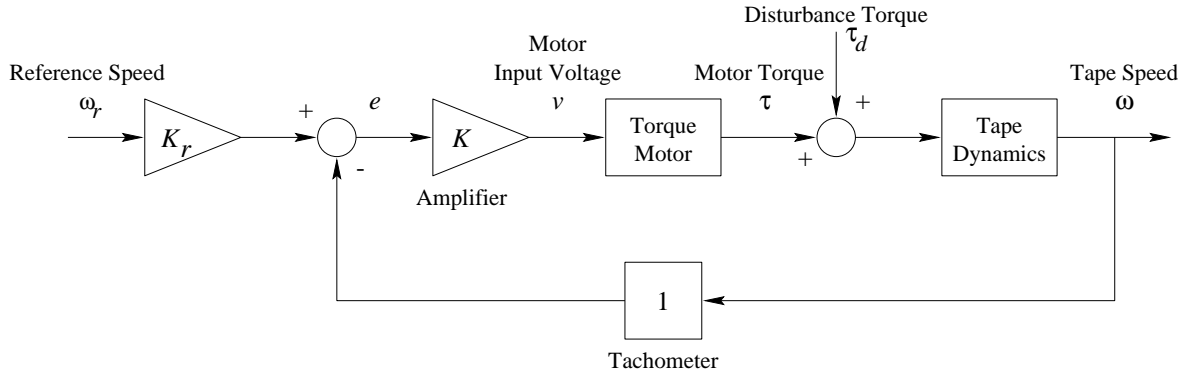 Disturbance Torque
τd
Motor
Input Voltage
v
Reference Speed
ωr
Motor Torque
τ
Tape Speed
ω
+
e
+
Kr
K
Torque
Motor
Tape
Dynamics
-
+
Amplifier
1
Tachometer